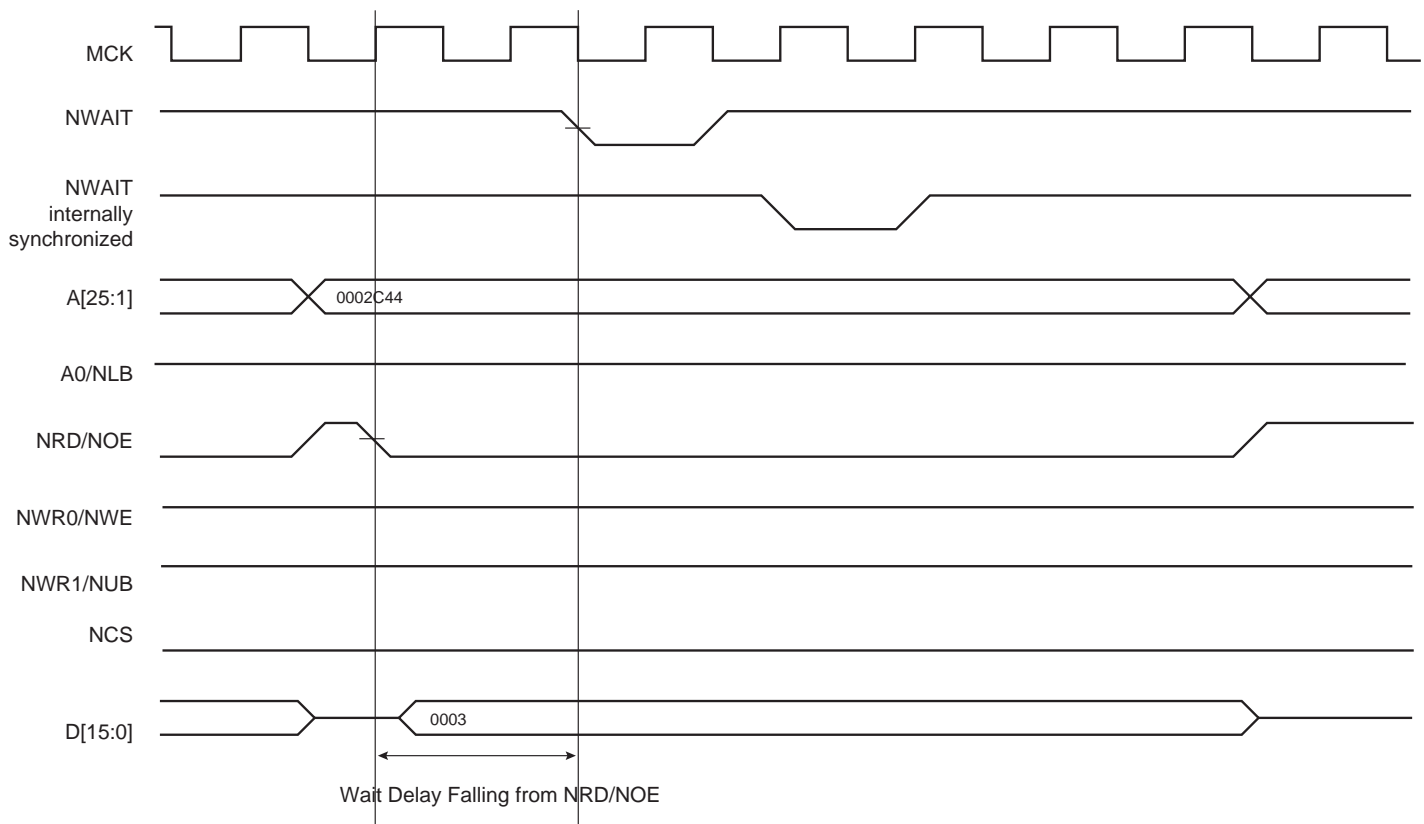 MCK
NWAIT
NWAIT
internally
synchronized
A[25:1]
0002C44
A0/NLB
NRD/NOE
NWR0/NWE
NWR1/NUB
NCS
D[15:0]
0003
Wait Delay Falling from NRD/NOE